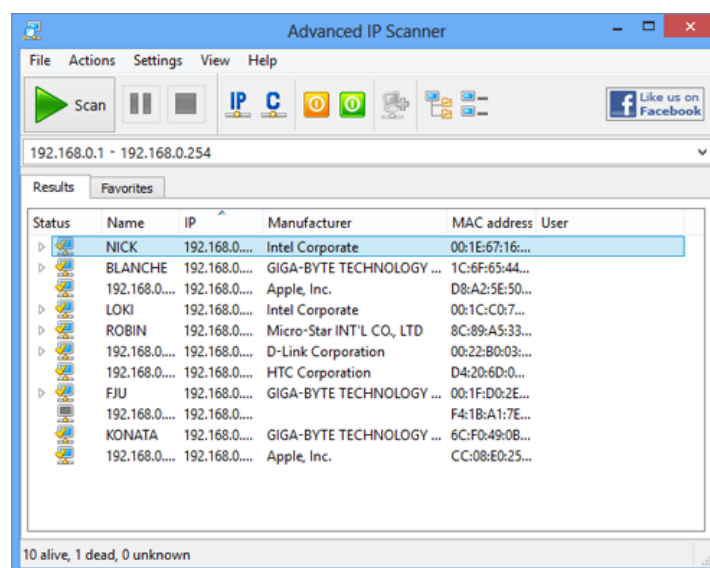 Advanced IP Scanner
File Actions Settings View Help
Scan IP C Like us on Facebook
192.168.0.1 - 192.168.0.254
Results Favorites
Status Name IP Manufacturer MAC address User
NICK 192.168.0.... Intel Corporate 00:1E:67:16:...
BLANCHE 192.168.0.... GIGA-BYTE TECHNOLOGY ... 1C:6F:65:44...
192.168.0.... 192.168.0.... Apple, Inc. D8:A2:5E:50...
LOKI 192.168.0.... Intel Corporate 00:1C:C0:7...
ROBIN 192.168.0.... Micro-Star INT'L CO., LTD 8C:89:A5:33...
192.168.0.... 192.168.0.... D-Link Corporation 00:22:B0:03:...
192.168.0.... 192.168.0.... HTC Corporation D4:20:6D:0...
FJU 192.168.0.... GIGA-BYTE TECHNOLOGY ... 00:1F:D0:2E...
192.168.0.... 192.168.0.... F4:1B:A1:7E...
KONATA 192.168.0.... GIGA-BYTE TECHNOLOGY ... 6C:F0:49:0B...
192.168.0.... 192.168.0.... Apple, Inc. CC:08:E0:25...
10 alive, 1 dead, 0 unknown